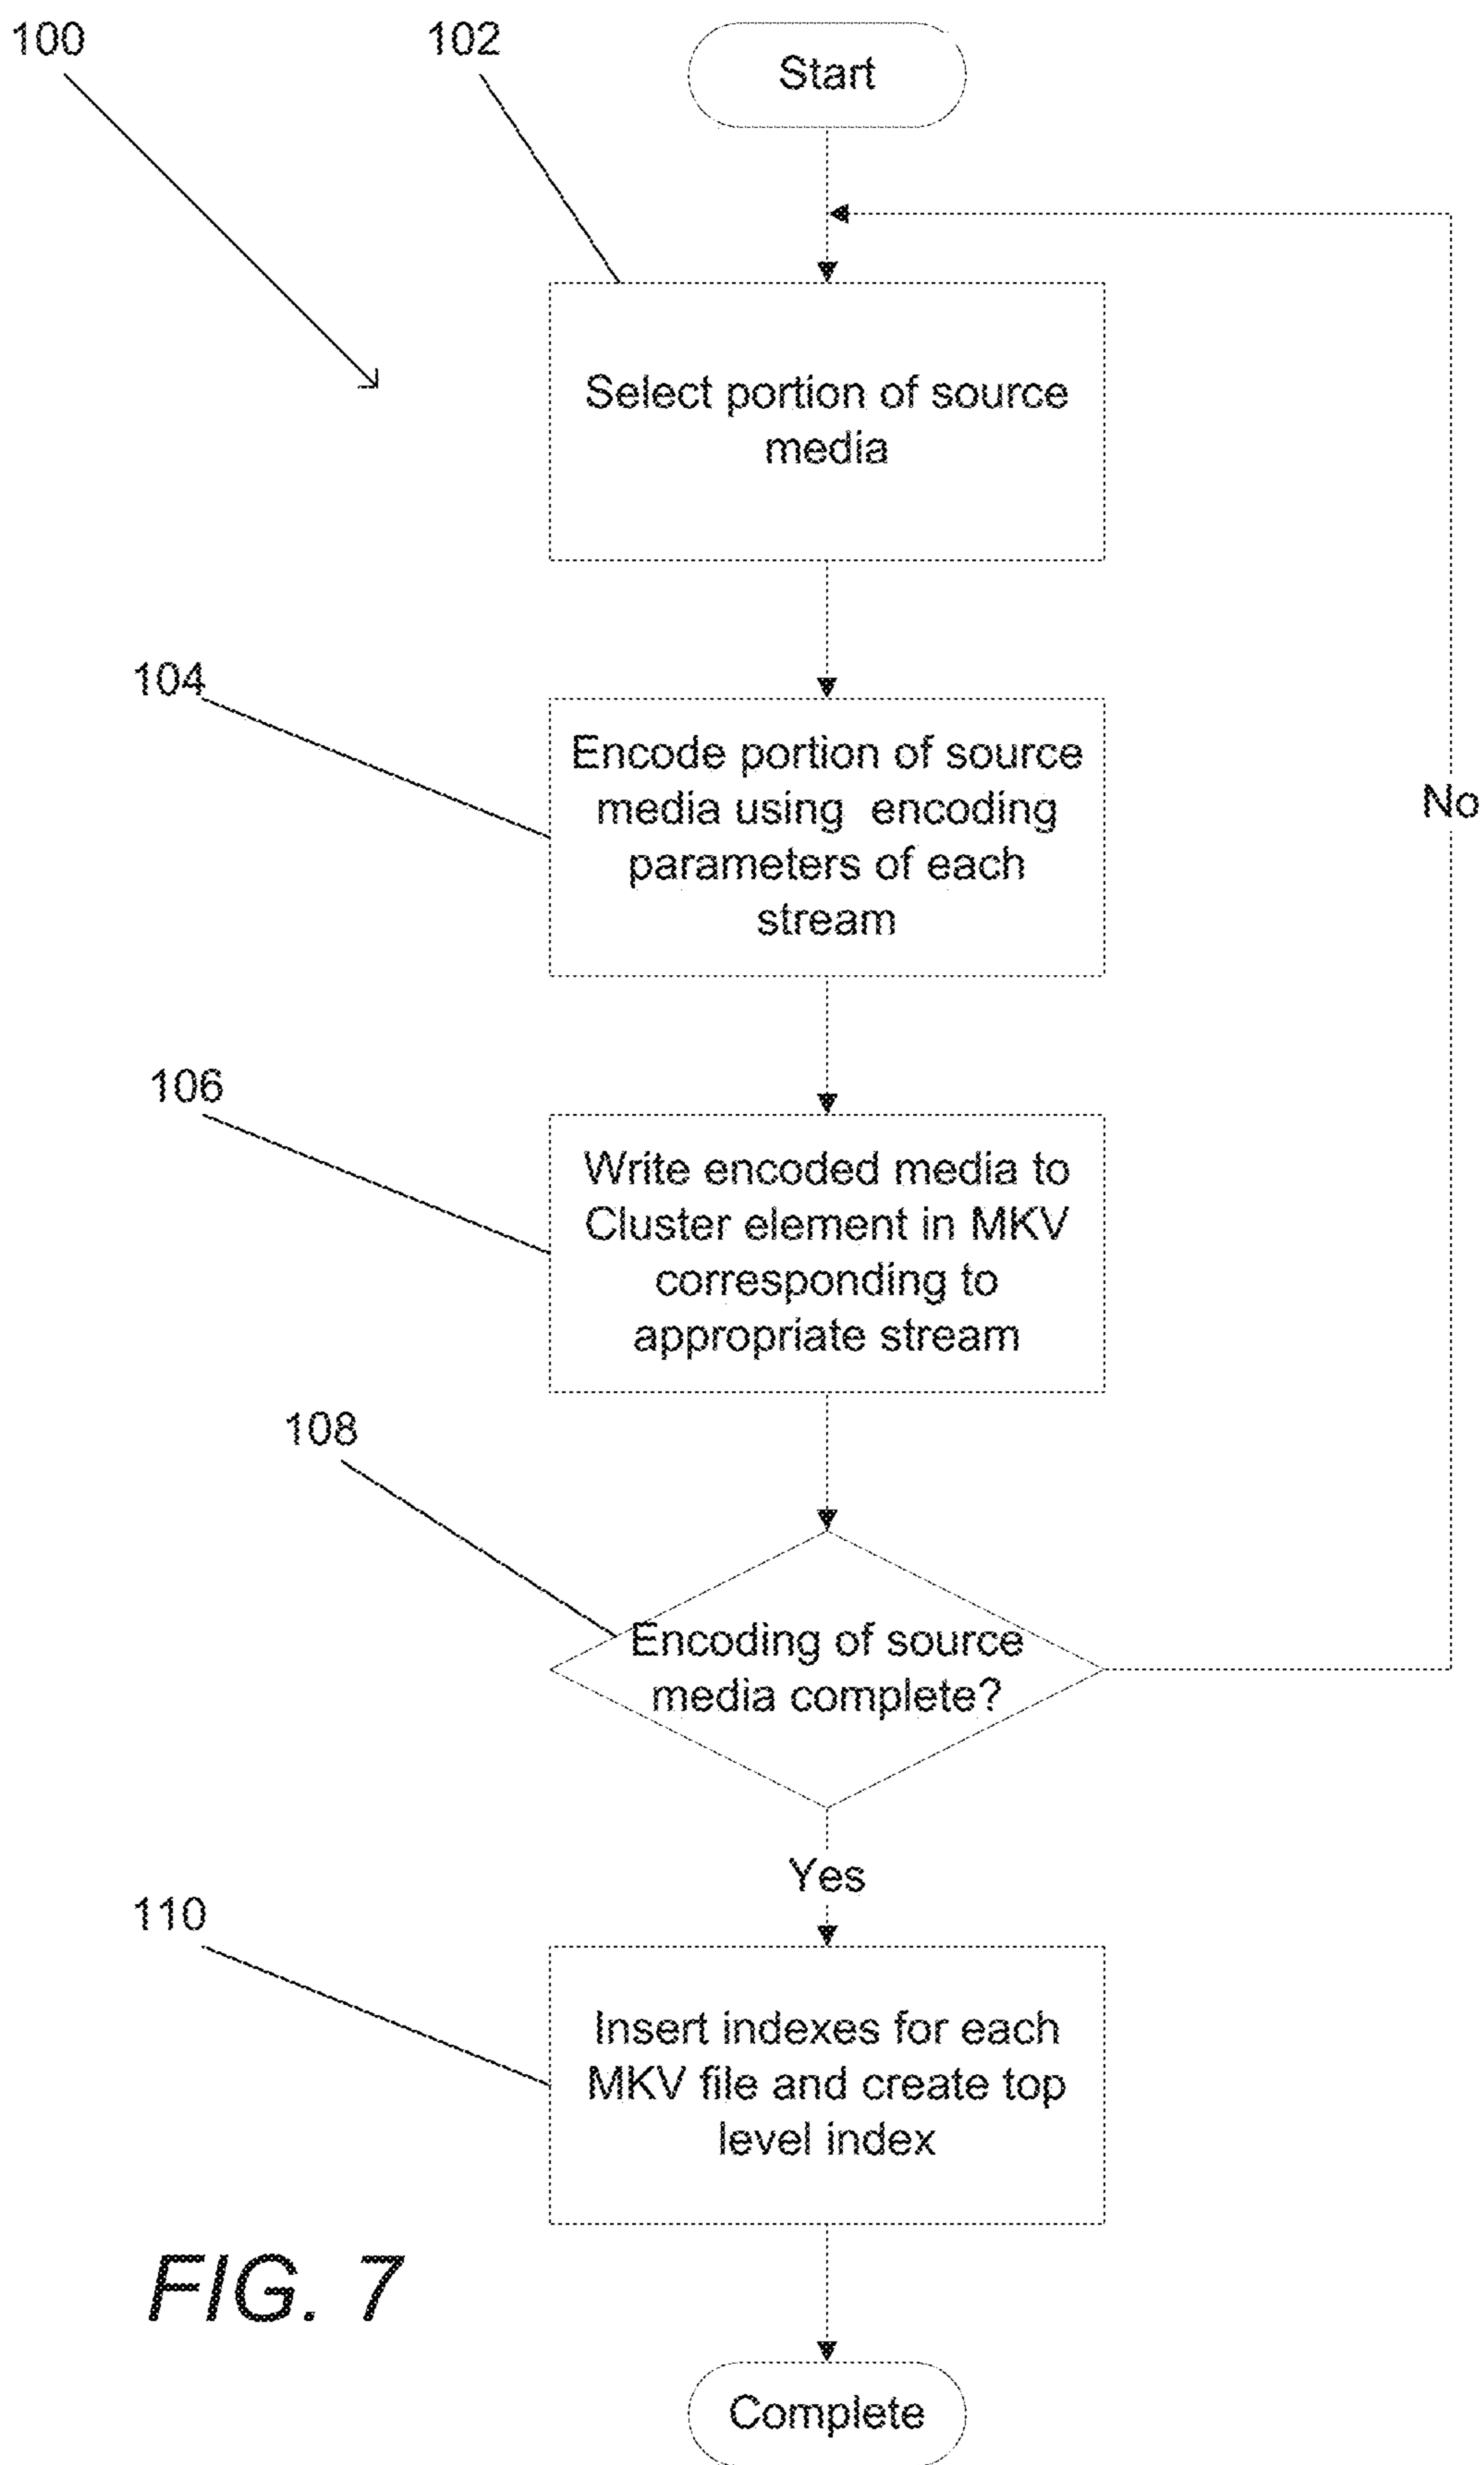 100
102
Start
Select portion of source
media
104
Encode portion of source
media using encoding
parameters of each
stream
No
106
Write encoded media to
Cluster element in MKV
corresponding to
appropriate stream
108
Encoding of source
media complete?
Yes
110
Insert indexes for each
MKV file and create top
level index
FIG. 7
Complete